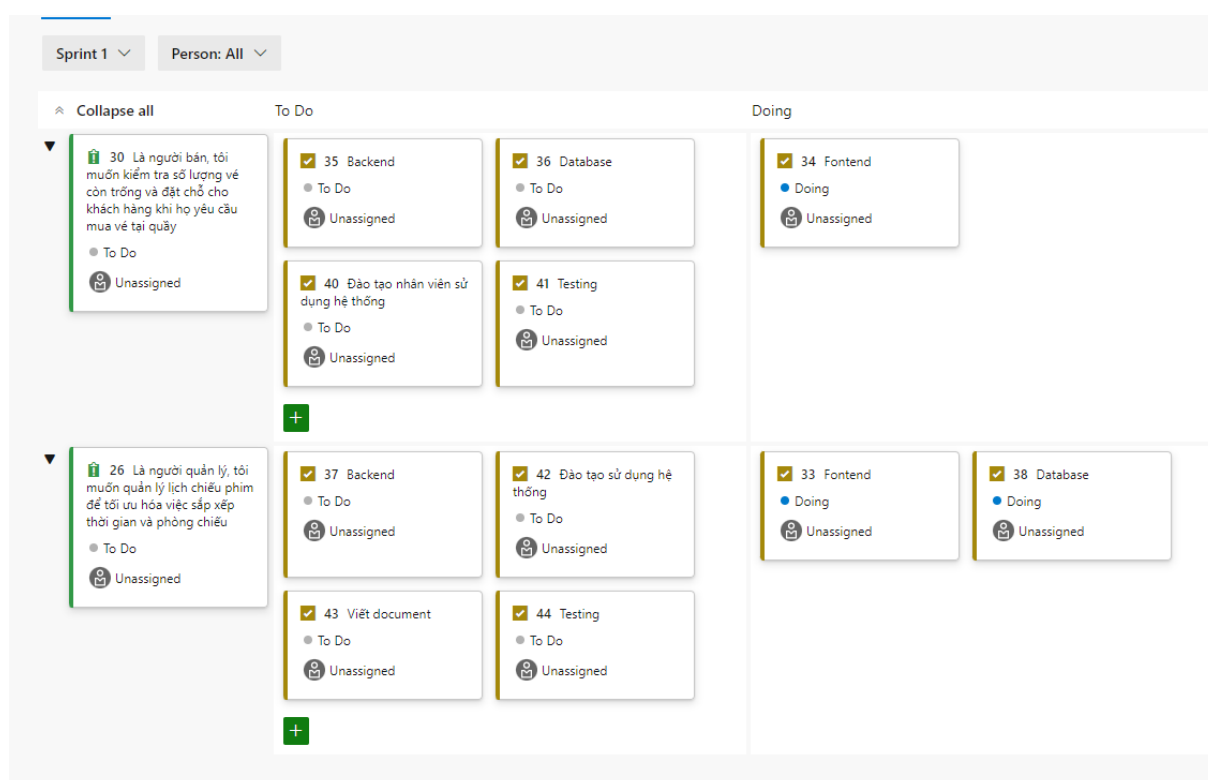 Sprint 1
Person: All
Collapse all
To Do
Doing
30 Là người bán, tôi
muốn kiểm tra số lượng vé
còn trống và đặt chỗ cho
khách hàng khi họ yêu cầu
mua vé tại quầy
To Do
Unassigned
35 Backend
To Do
Unassigned
36 Database
To Do
Unassigned
34 Fontend
Doing
Unassigned
40 Đào tạo nhân viên sử
dụng hệ thống
To Do
Unassigned
41 Testing
To Do
Unassigned
26 Là người quản lý, tôi
muốn quản lý lịch chiếu phim
để tối ưu hóa việc sắp xếp
thời gian và phòng chiếu
To Do
Unassigned
37 Backend
To Do
Unassigned
42 Đào tạo sử dụng hệ
thống
To Do
Unassigned
33 Fontend
Doing
Unassigned
38 Database
Doing
Unassigned
43 Viết document
To Do
Unassigned
44 Testing
To Do
Unassigned